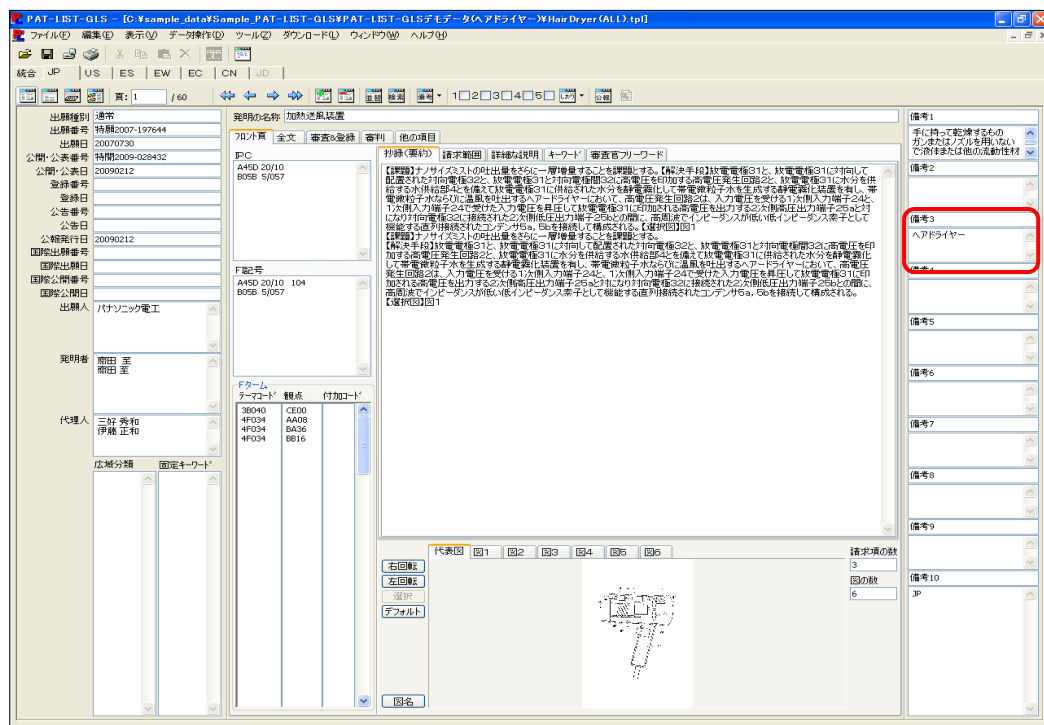 PAT-LIST-GLS - [C:¥sample_data¥Sample_PAT-LIST-GLS¥PAT-LIST-GLSデモデータ(ヘアドライヤー)¥HairDryer(ALL).tpl]
ファイル(F) 編集(E) 表示(V) データ操作(D) ツール(Z) ダウンロード(L) ウィンドウ(W) ヘルプ(H)
統合 JP US ES EW EC CN JD
頁: 1 / 60 並替 検索 備考 1 2 3 4 5 しおり 公報
出願種別 通常
出願番号 特願2007-197644
出願日 20070730
公開・公表番号 特開2009-028432
公開・公表日 20090212
登録番号
登録日
公告番号
公告日
公報発行日 20090212
国際出願番号
国際出願日
国際公開番号
国際公開日
出願人 パナソニック電工
発明者 齋田 至
齋田 至
代理人 三好 秀和
伊藤 正和
広域分類 固定キーワード
発明の名称 加熱送風装置
フロント頁 全文 審査&登録 審判 他の項目
IPC
A45D 20/10
B05B 5/057
F記号
A45D 20/10 104
B05B 5/057
Fターム
テーマコード 観点 付加コード
3B040 CE00
4F034 AA08
4F034 BA36
4F034 BB16
抄録(要約) 請求範囲 詳細な説明 キーワード 審査官フリーワード
【課題】ナノサイズミストの吐出量をさらに一層増量することを課題とする。【解決手段】放電電極31と、放電電極31に対向して
配置された対向電極32と、放電電極31と対向電極間32に高電圧を印加する高電圧発生回路2と、放電電極31に水分を供
給する水供給部4とを備えて放電電極31に供給された水分を静電霧化して帯電微粒子水を生成する静電霧化装置を有し、帯
電微粒子水ならびに温風を吐出するヘアードライヤーにおいて、高電圧発生回路2は、入力電圧を受ける1次側入力端子24と、
1次側入力端子24で受けた入力電圧を昇圧して放電電極31に印加される高電圧を出力する2次側高圧出力端子25aと対
になり対向電極32に接続された2次側低圧出力端子25bとの間に、高周波でインピーダンスが低い低インピーダンス素子として
機能する直列接続されたコンデンサ5a, 5bを接続して構成される。【選択図】図1
【課題】ナノサイズミストの吐出量をさらに一層増量することを課題とする。
【解決手段】放電電極31と、放電電極31に対向して配置された対向電極32と、放電電極31と対向電極間32に高電圧を印
加する高電圧発生回路2と、放電電極31に水分を供給する水供給部4とを備えて放電電極31に供給された水分を静電霧化
して帯電微粒子水を生成する静電霧化装置を有し、帯電微粒子水ならびに温風を吐出するヘアードライヤーにおいて、高電圧
発生回路2は、入力電圧を受ける1次側入力端子24と、1次側入力端子24で受けた入力電圧を昇圧して放電電極31に印
加される高電圧を出力する2次側高圧出力端子25aと対になり対向電極32に接続された2次側低圧出力端子25bとの間に、
高周波でインピーダンスが低い低インピーダンス素子として機能する直列接続されたコンデンサ5a, 5bを接続して構成される。
【選択図】図1
代表図 図1 図2 図3 図4 図5 図6
右回転
左回転
選択
デフォルト
図名
請求項の数
3
図の数
6
備考1
手に持って乾燥するもの
ガンまたはノズルを用いない
で液体または他の流動性材
備考2
備考3
ヘアドライヤー
備考5
備考6
備考7
備考8
備考9
備考10
JP